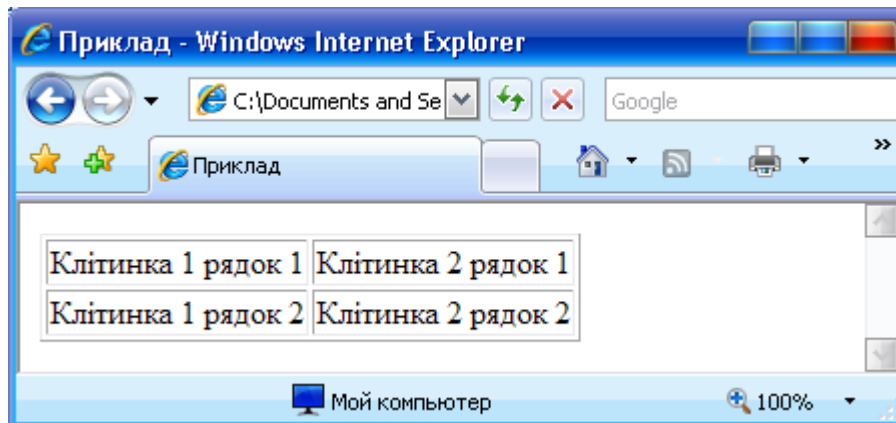 Приклад - Windows Internet Explorer
C:\Documents and Se
Google
Приклад
»
Клітинка 1 рядок 1 Клітинка 2 рядок 1
Клітинка 1 рядок 2 Клітинка 2 рядок 2
Мой компьютер
100%